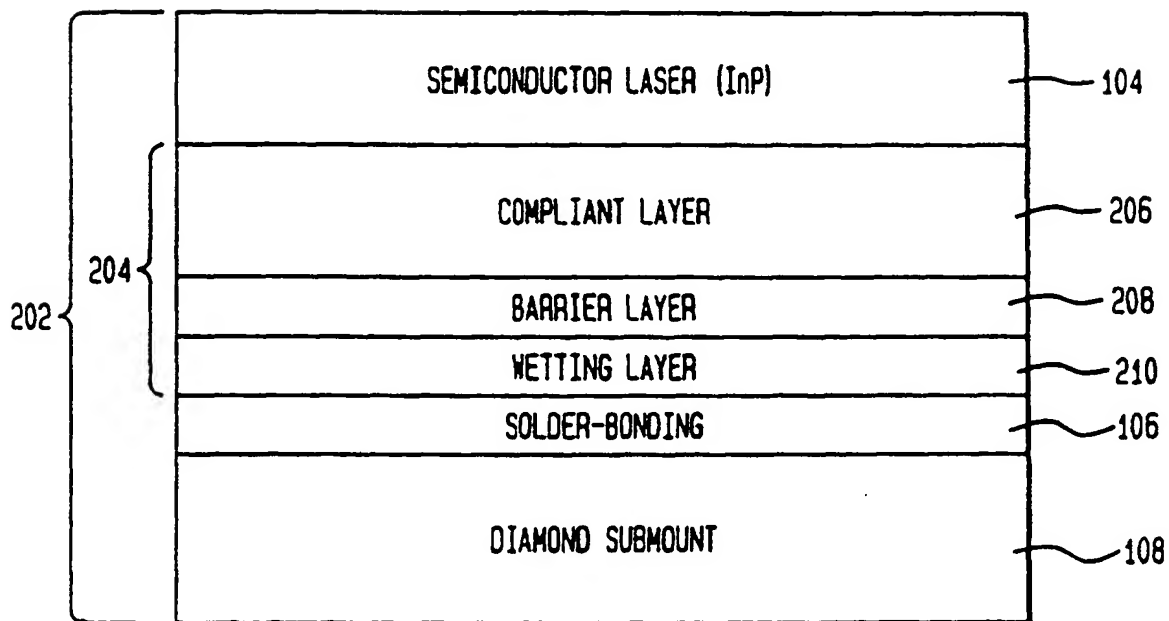 SEMICONDUCTOR LASER (InP)
104
COMPLIANT LAYER
206
204
202
BARRIER LAYER
208
WETTING LAYER
210
SOLDER-BONDING
106
DIAMOND SUBMOUNT
108